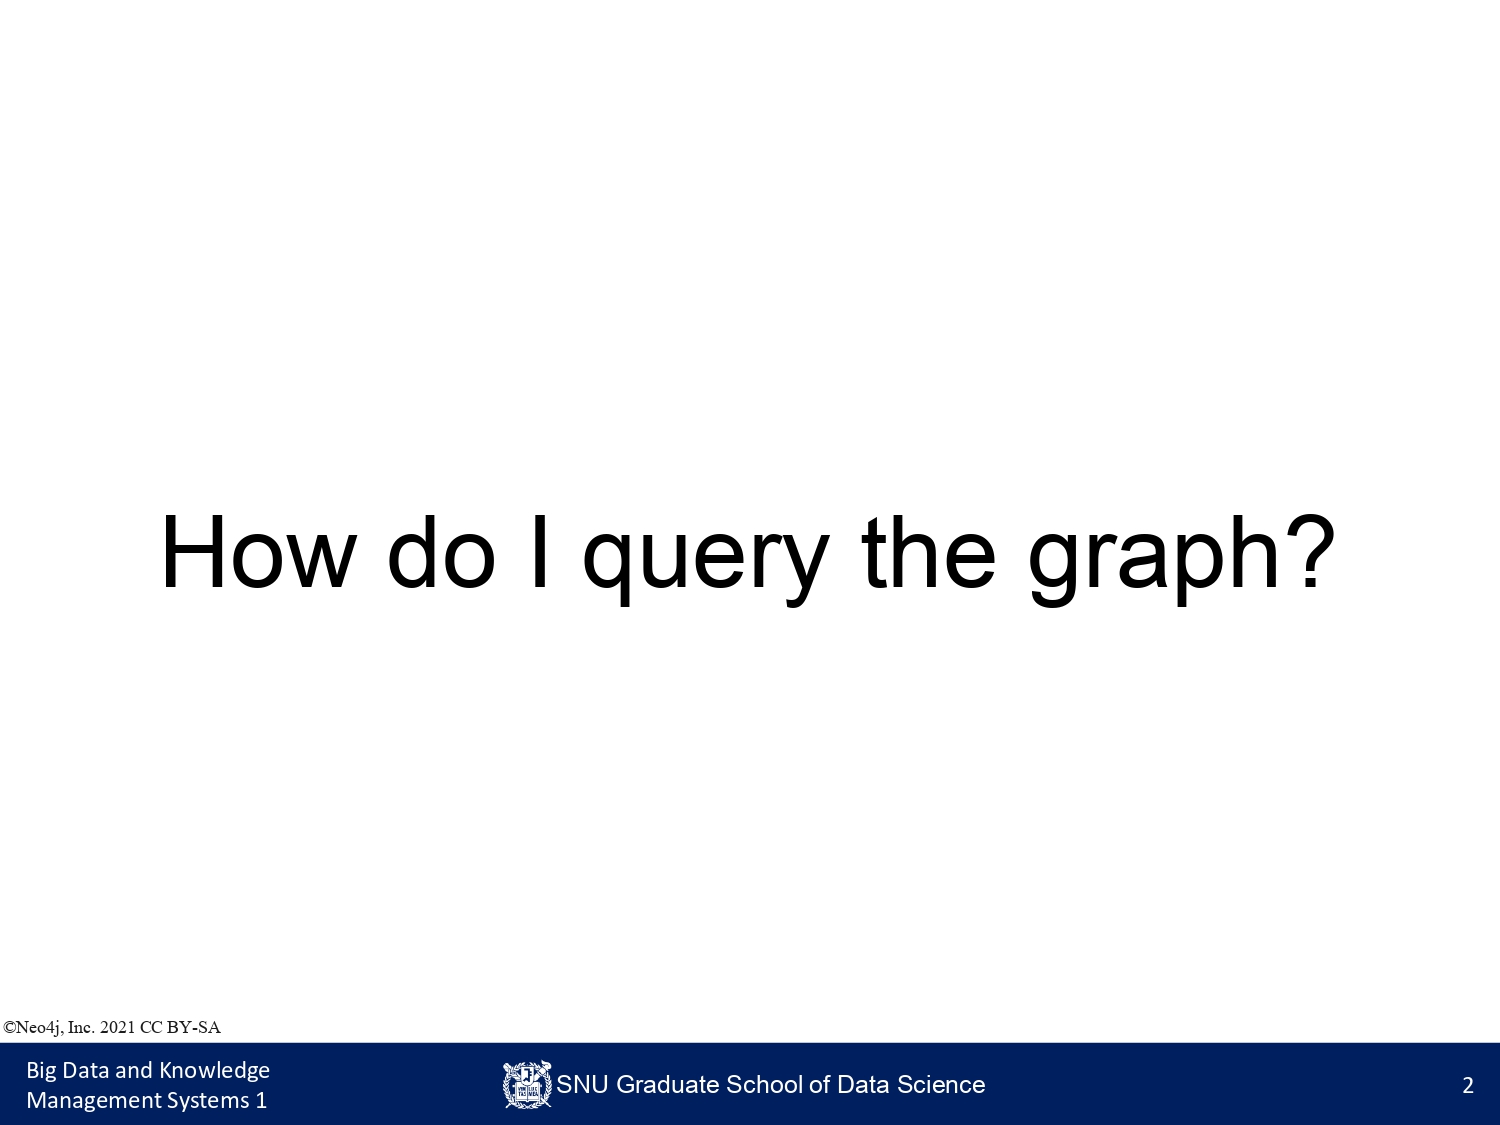 How do I query the graph?
©Neo4j, Inc. 2021 CC BY-SA
Big Data and Knowledge
Management Systems 1
SNU Graduate School of Data Science
2